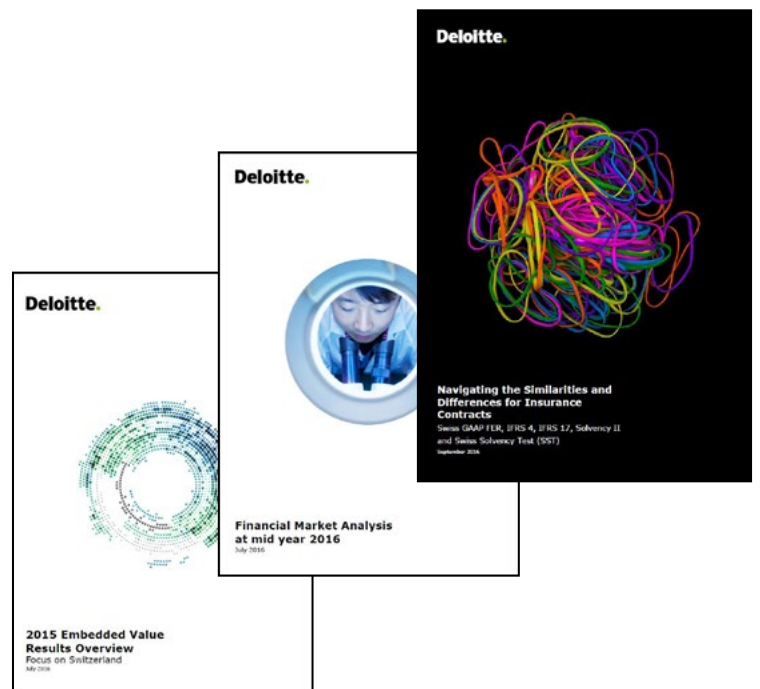 Deloitte.
Navigating the Similarities and
Differences for Insurance
Contracts
Swiss GAAP FER, IFRS 4, IFRS 17, Solvency II
and Swiss Solvency Test (SST)
September 2016
Deloitte.
Financial Market Analysis
at mid year 2016
July 2016
Deloitte.
2015 Embedded Value
Results Overview
Focus on Switzerland
July 2016